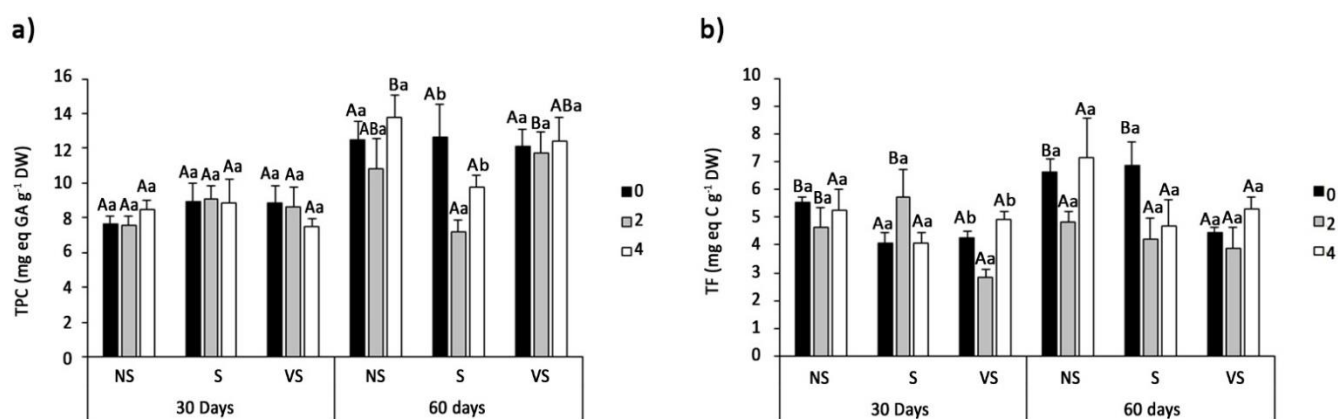 a)
TPC (mg eq GA g⁻¹ DW)
16
14
12
10
8
6
4
2
0
Aa Aa Aa
Aa Aa Aa
Aa Aa Aa
Aa ABa Ba
Ab Aa Ab
Aa Ba ABa
NS S VS NS S VS
30 Days 60 days
0
2
4
b)
TF (mg eq C g⁻¹ DW)
10
9
8
7
6
5
4
3
2
1
0
Ba Ba Aa
Aa Ba Aa
Ab Aa Ab
Ba Aa Aa
Ba Aa Aa
Aa Aa Aa
NS S VS NS S VS
30 Days 60 days
0
2
4